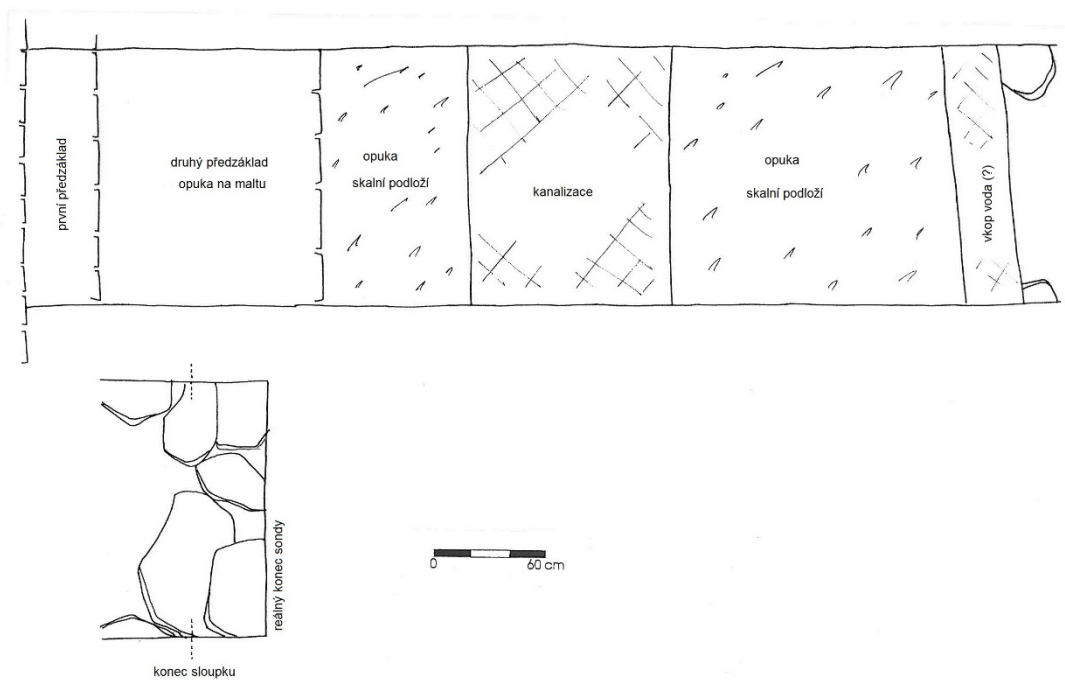 první předzáklad
druhý předzáklad
opuka na maltu
opuka
skalní podloží
kanalizace
opuka
skalní podloží
vkop voda (?)
reálný konec sondy
konec sloupku
0
60 cm